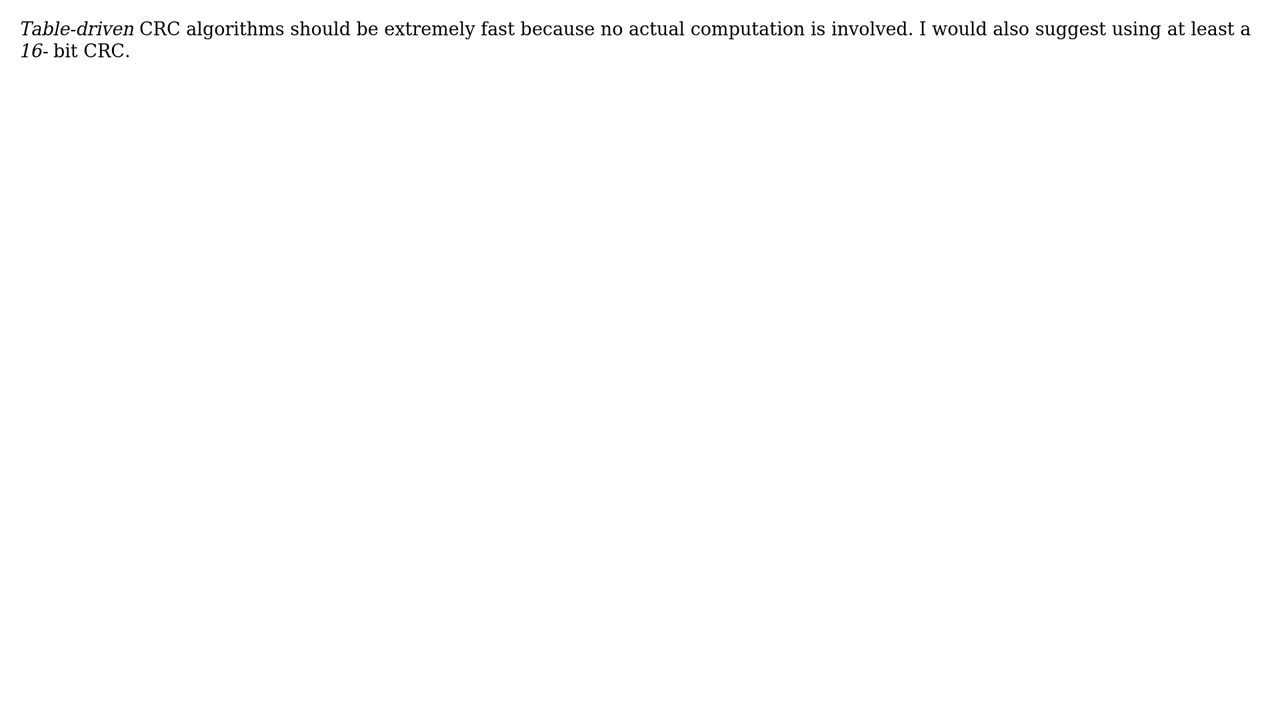 Table-driven CRC algorithms should be extremely fast because no actual computation is involved. I would also suggest using at least a
16- bit CRC.